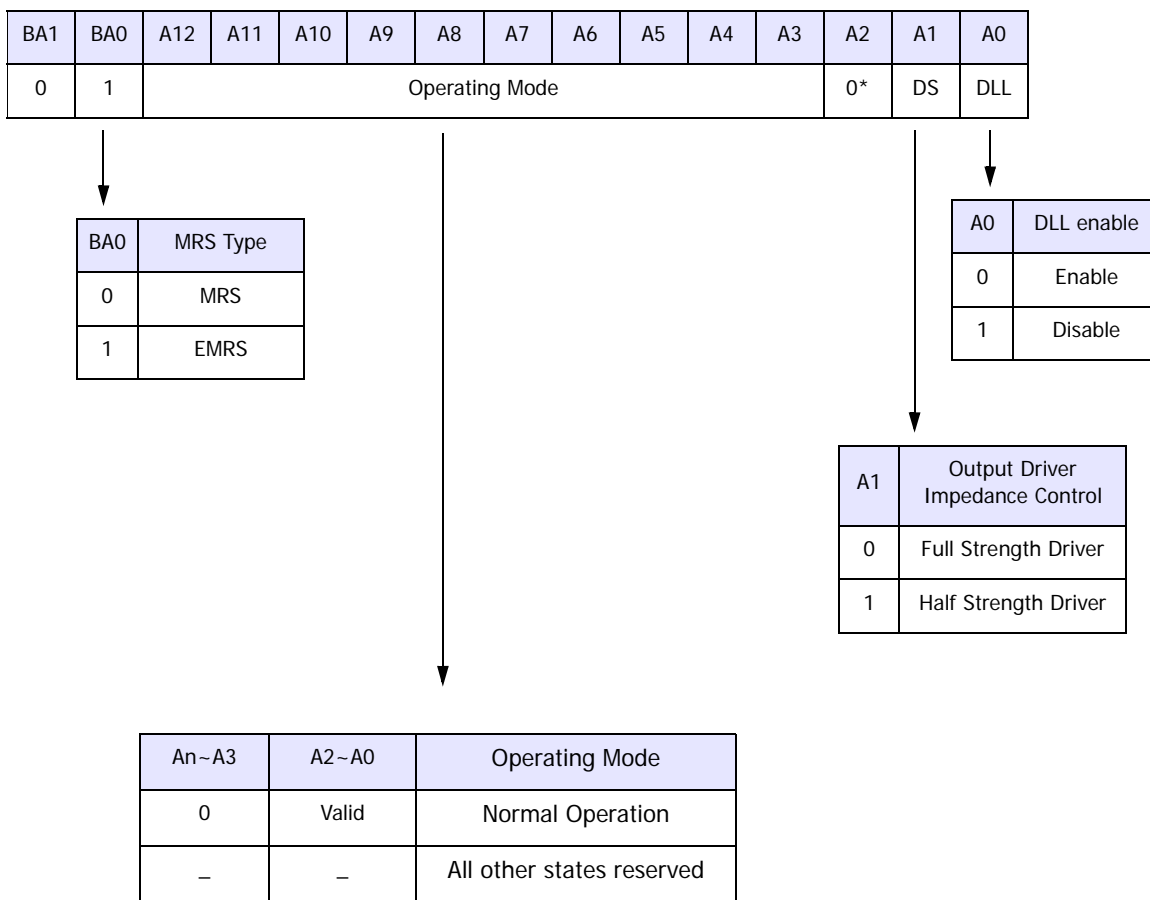 BA1 BA0 A12 A11 A10 A9 A8 A7 A6 A5 A4 A3 A2 A1 A0
0 1 Operating Mode 0* DS DLL
BA0 MRS Type
0 MRS
1 EMRS
A0 DLL enable
0 Enable
1 Disable
A1 Output Driver
Impedance Control
0 Full Strength Driver
1 Half Strength Driver
An~A3 A2~A0 Operating Mode
0 Valid Normal Operation
_ _ All other states reserved